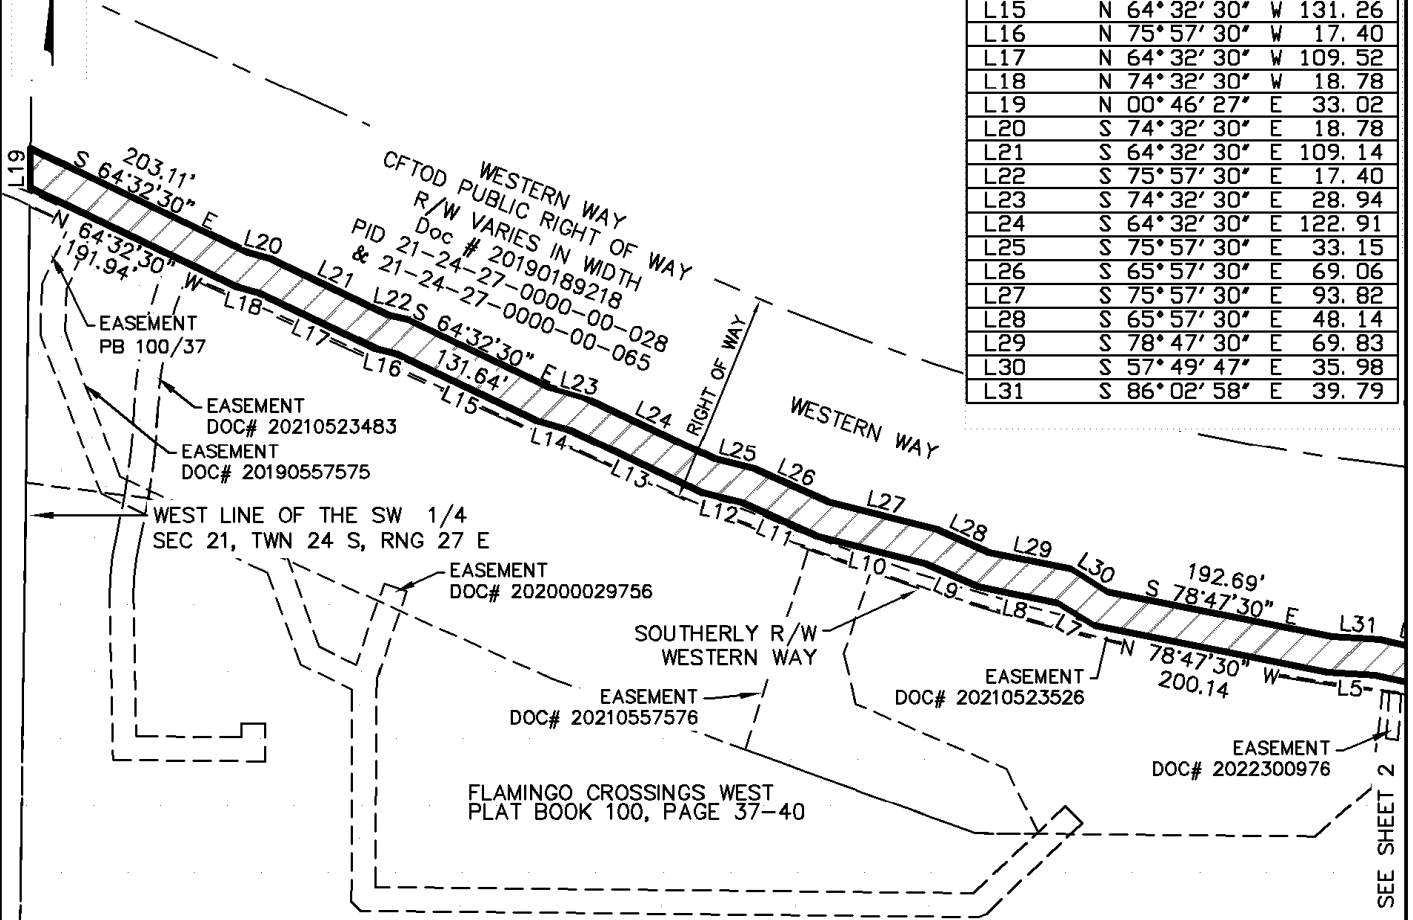 L15 N 64°32'30" W 131.26
L16 N 75°57'30" W 17.40
L17 N 64°32'30" W 109.52
L18 N 74°32'30" W 18.78
L19 N 00°46'27" E 33.02
L20 S 74°32'30" E 18.78
L21 S 64°32'30" E 109.14
L22 S 75°57'30" E 17.40
L23 S 74°32'30" E 28.94
L24 S 64°32'30" E 122.91
L25 S 75°57'30" E 33.15
L26 S 65°57'30" E 69.06
L27 S 75°57'30" E 93.82
L28 S 65°57'30" E 48.14
L29 S 78°47'30" E 69.83
L30 S 57°49'47" E 35.98
L31 S 86°02'58" E 39.79
L19
203.11'
S 64°32'30" E
N 64°32'30" W
191.94'
L20
L21
L22
S 64°32'30" E
131.64'
L23
L24
L25
L26
L27
L28
L29
L30
192.69'
S 78°47'30" E
L31
L18
L17
L16
L15
L14
L13
L12
L11
L10
L9
L8
L7
N 78°47'30" W
200.14
L5
WESTERN WAY
CFTOD PUBLIC RIGHT OF WAY
R/W VARIES IN WIDTH
Doc # 20190189218
PID 21-24-27-0000-00-028
& 21-24-27-0000-00-065
RIGHT OF WAY
WESTERN WAY
EASEMENT
PB 100/37
EASEMENT
DOC# 20210523483
EASEMENT
DOC# 20190557575
WEST LINE OF THE SW 1/4
SEC 21, TWN 24 S, RNG 27 E
EASEMENT
DOC# 202000029756
SOUTHERLY R/W
WESTERN WAY
EASEMENT
DOC# 20210523526
EASEMENT
DOC# 20210557576
EASEMENT
DOC# 2022300976
FLAMINGO CROSSINGS WEST
PLAT BOOK 100, PAGE 37-40
SEE SHEET 2